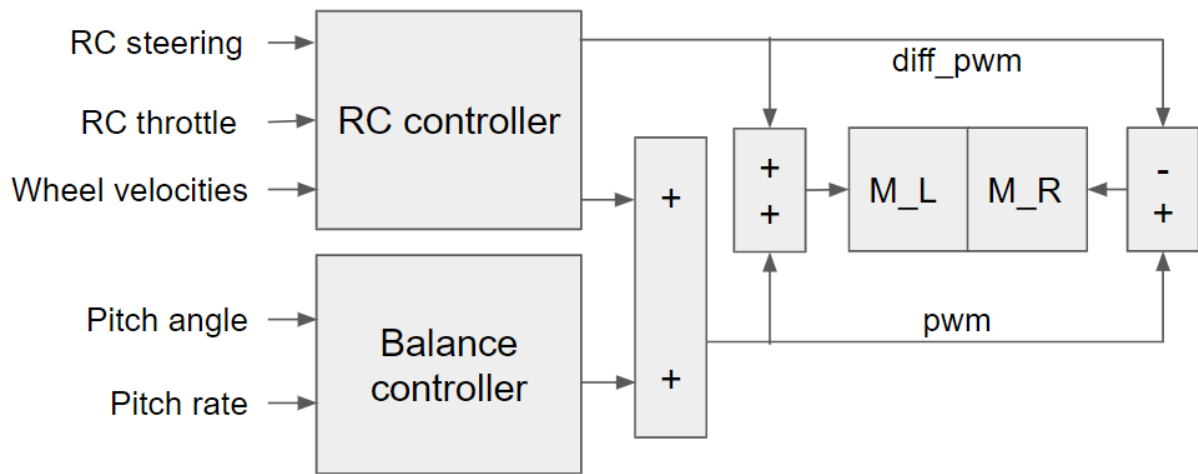 RC steering
RC throttle
Wheel velocities
RC controller
diff_pwm
+
+
M_L
M_R
-
+
+
+
pwm
Pitch angle
Pitch rate
Balance
controller